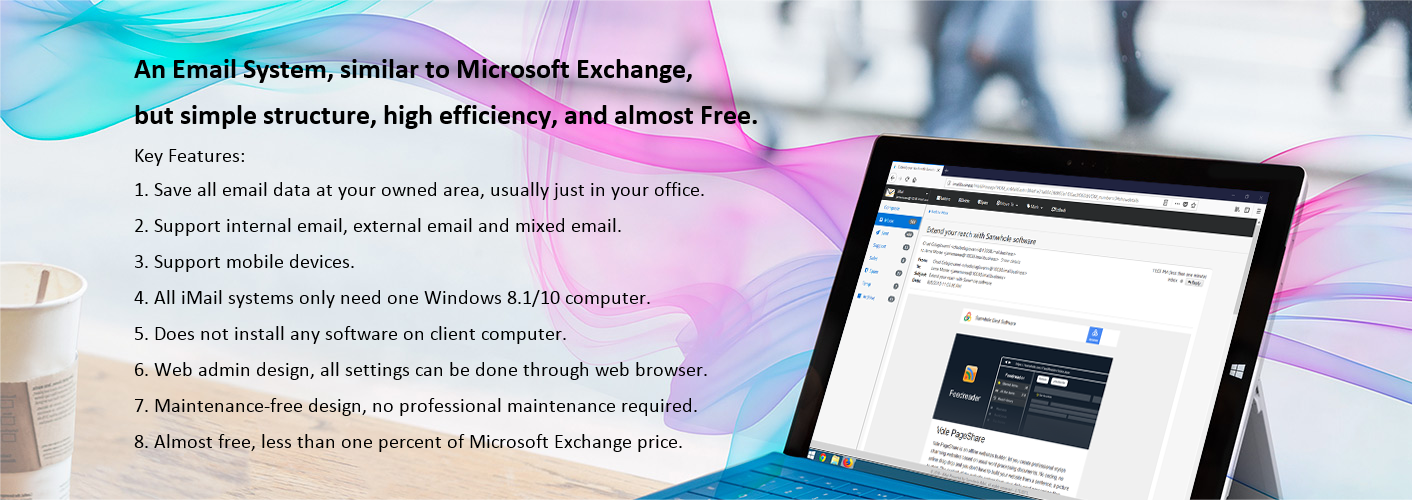 An Email System, similar to Microsoft Exchange,
but simple structure, high efficiency, and almost Free.
Key Features:
1. Save all email data at your owned area, usually just in your office.
2. Support internal email, external email and mixed email.
3. Support mobile devices.
4. All iMail systems only need one Windows 8.1/10 computer.
5. Does not install any software on client computer.
6. Web admin design, all settings can be done through web browser.
7. Maintenance-free design, no professional maintenance required.
8. Almost free, less than one percent of Microsoft Exchange price.
Extend your reach with Sanwhole software
From:
To:
Subject:
Date:
Feedreader
Vole PageShare